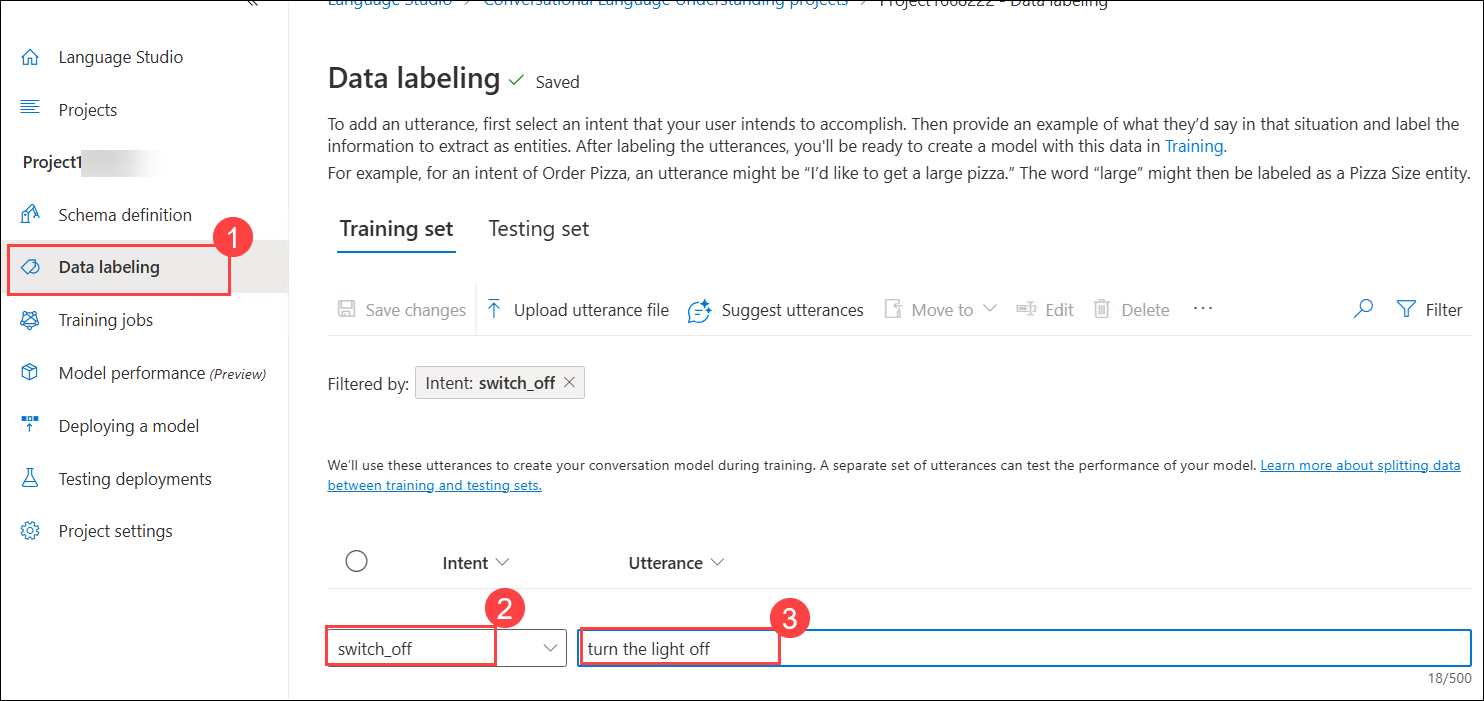 Language Studio > Conversational Language Understanding projects > - Data labeling
Language Studio
Projects
Project1
Schema definition
1
Data labeling
Training jobs
Model performance (Preview)
Deploying a model
Testing deployments
Project settings
Data labeling Saved
To add an utterance, first select an intent that your user intends to accomplish. Then provide an example of what they'd say in that situation and label the
information to extract as entities. After labeling the utterances, you'll be ready to create a model with this data in Training.
For example, for an intent of Order Pizza, an utterance might be “I'd like to get a large pizza.” The word “large” might then be labeled as a Pizza Size entity.
Training set Testing set
Save changes Upload utterance file Suggest utterances Move to Edit Delete ··· Filter
Filtered by: Intent: switch_off
We'll use these utterances to create your conversation model during training. A separate set of utterances can test the performance of your model. Learn more about splitting data
between training and testing sets.
Intent Utterance
2 3
switch_off turn the light off
18/500